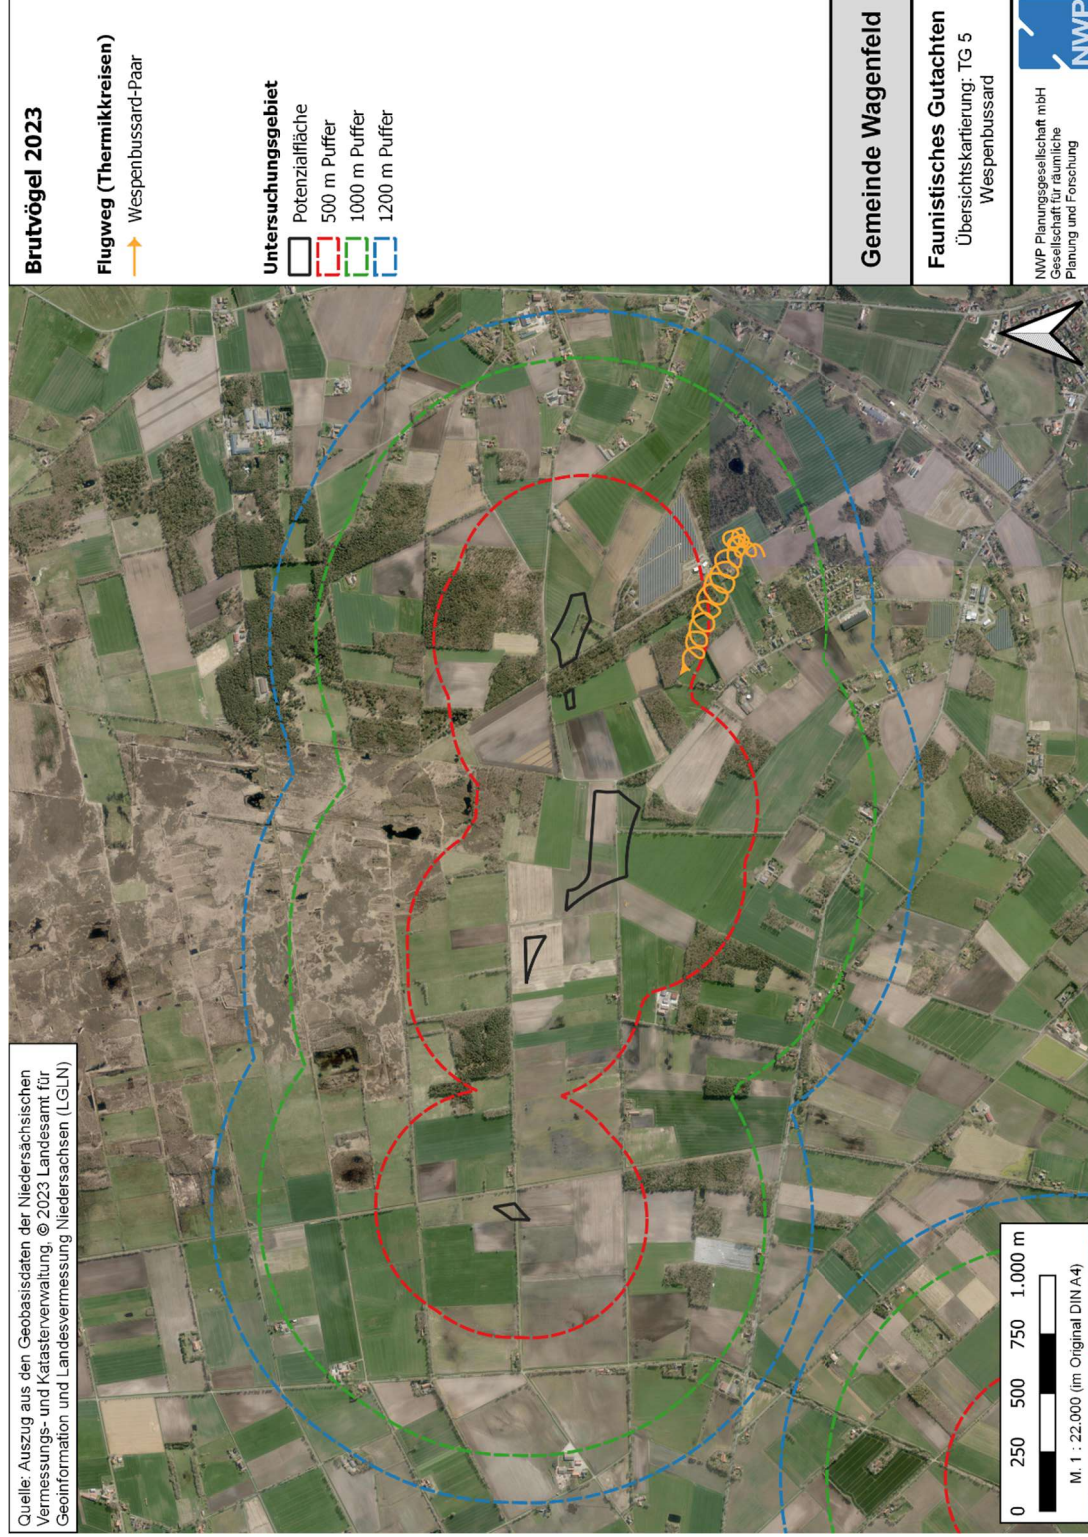 Quelle: Auszug aus den Geobasisdaten der Niedersächsischen
Vermessungs- und Katasterverwaltung, © 2023 Landesamt für
Geoinformation und Landesvermessung Niedersachsen (LGLN)
Brutvögel 2023
Flugweg (Thermikkreisen)
Wespenbussard-Paar
Untersuchungsgebiet
Potenzialfläche
500 m Puffer
1000 m Puffer
1200 m Puffer
0 250 500 750 1.000 m
M. 1 : 22.000 (im Original DIN A4)
Gemeinde Wagenfeld
Faunistisches Gutachten
Übersichtskartierung: TG 5
Wespenbussard
NWP Planungsgesellschaft mbH
Gesellschaft für räumliche
Planung und Forschung
NWP